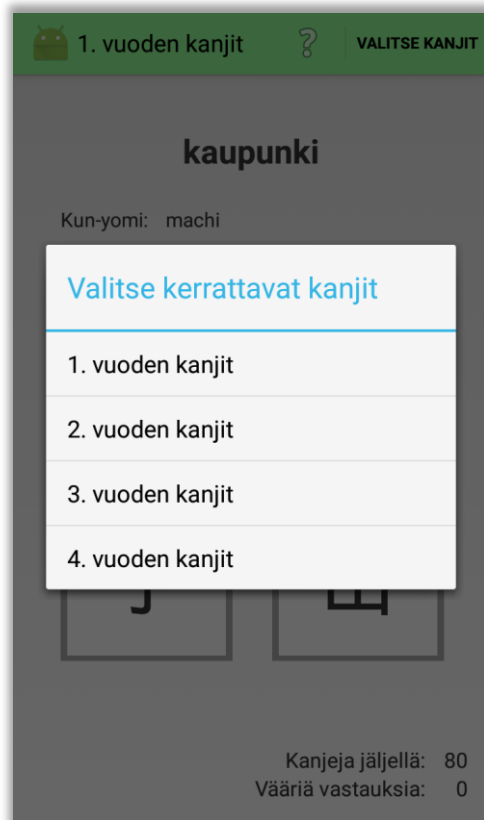 1. vuoden kanjit
VALITSE KANJIT
kaupunki
Kun-yomi: machi
Valitse kerrattavat kanjit
1. vuoden kanjit
2. vuoden kanjit
3. vuoden kanjit
4. vuoden kanjit
Kanjeja jäljellä: 80
Vääriä vastauksia: 0